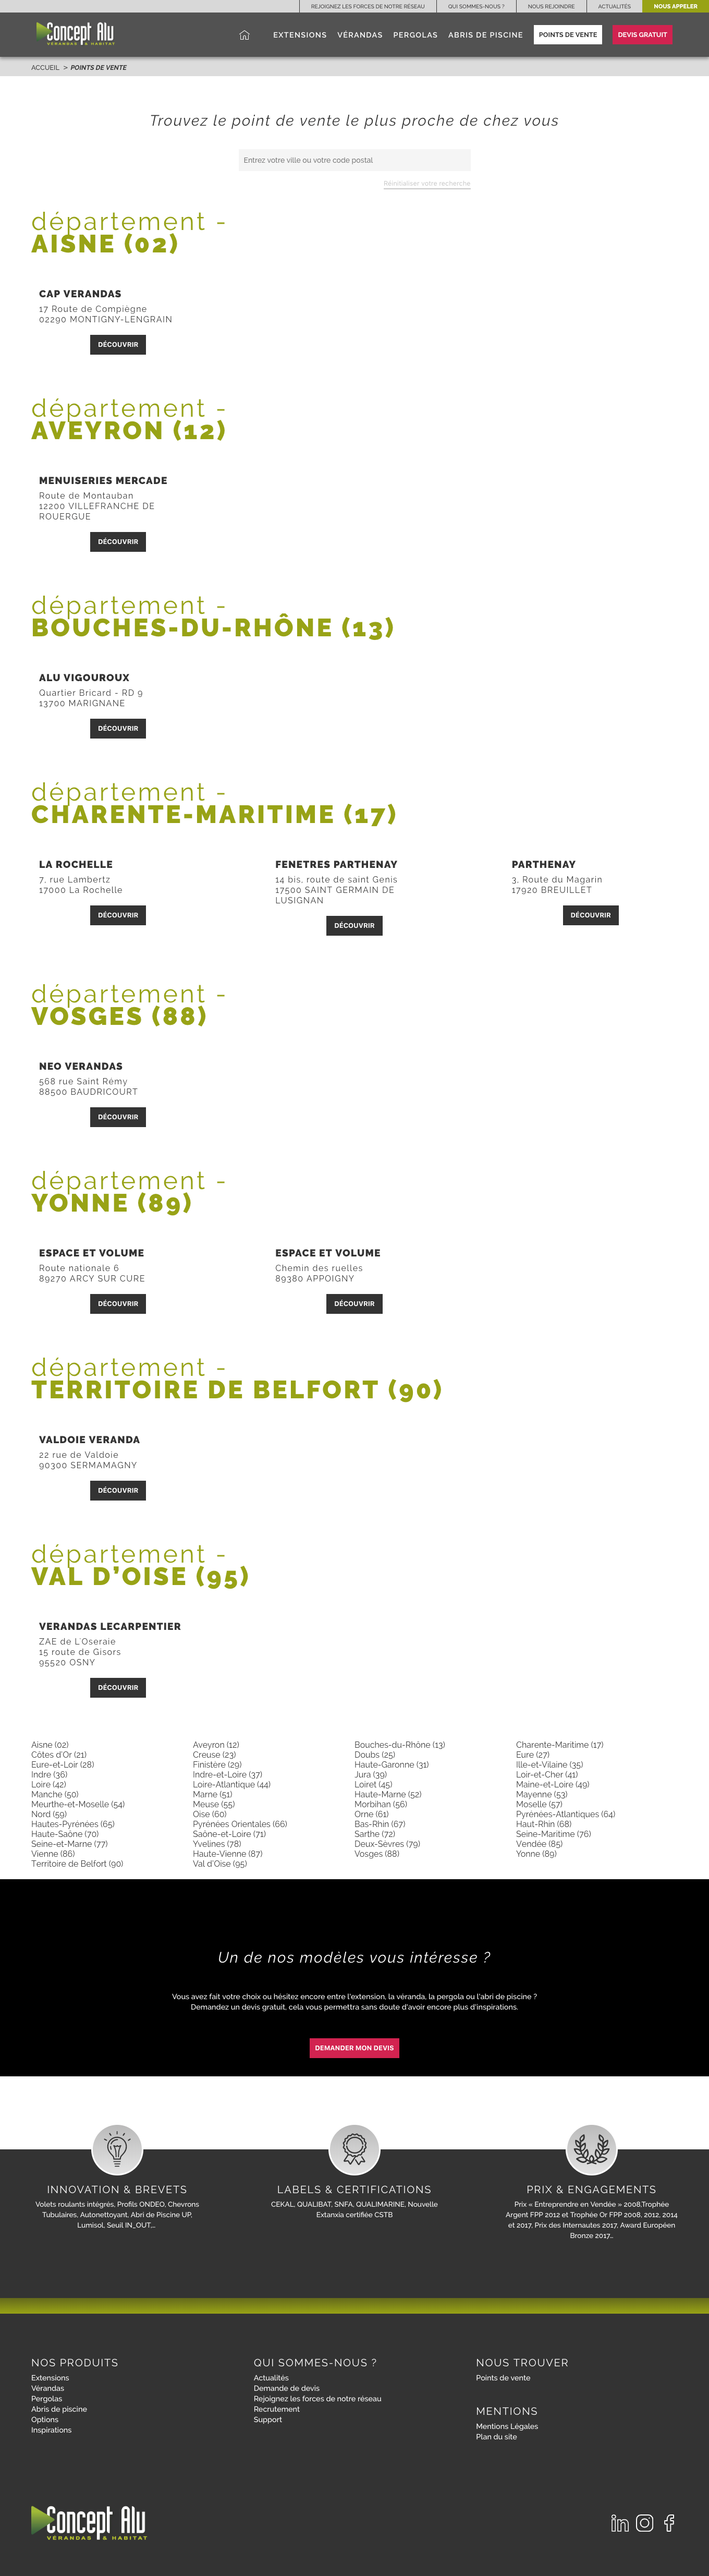 REJOIGNEZ LES FORCES DE NOTRE RÉSEAU
QUI SOMMES-NOUS ?
NOUS REJOINDRE
ACTUALITÉS
NOUS APPELER
Concept Alu
VÉRANDAS & HABITAT
EXTENSIONS
VÉRANDAS
PERGOLAS
ABRIS DE PISCINE
POINTS DE VENTE
DEVIS GRATUIT
ACCUEIL > POINTS DE VENTE
Trouvez le point de vente le plus proche de chez vous
Entrez votre ville ou votre code postal
Réinitialiser votre recherche
département -
AISNE (02)
CAP VERANDAS
17 Route de Compiègne
02290 MONTIGNY-LENGRAIN
DÉCOUVRIR
département -
AVEYRON (12)
MENUISERIES MERCADE
Route de Montauban
12200 VILLEFRANCHE DE
ROUERGUE
DÉCOUVRIR
département -
BOUCHES-DU-RHÔNE (13)
ALU VIGOUROUX
Quartier Bricard - RD 9
13700 MARIGNANE
DÉCOUVRIR
département -
CHARENTE-MARITIME (17)
LA ROCHELLE
7, rue Lambertz
17000 La Rochelle
DÉCOUVRIR
FENETRES PARTHENAY
14 bis, route de saint Genis
17500 SAINT GERMAIN DE
LUSIGNAN
DÉCOUVRIR
PARTHENAY
3, Route du Magarin
17920 BREUILLET
DÉCOUVRIR
département -
VOSGES (88)
NEO VERANDAS
568 rue Saint Rémy
88500 BAUDRICOURT
DÉCOUVRIR
département -
YONNE (89)
ESPACE ET VOLUME
Route nationale 6
89270 ARCY SUR CURE
DÉCOUVRIR
ESPACE ET VOLUME
Chemin des ruelles
89380 APPOIGNY
DÉCOUVRIR
département -
TERRITOIRE DE BELFORT (90)
VALDOIE VERANDA
22 rue de Valdoie
90300 SERMAMAGNY
DÉCOUVRIR
département -
VAL D'OISE (95)
VERANDAS LECARPENTIER
ZAE de L'Oseraie
15 route de Gisors
95520 OSNY
DÉCOUVRIR
Aisne (02)
Côtes d'Or (21)
Eure-et-Loir (28)
Indre (36)
Loire (42)
Manche (50)
Meurthe-et-Moselle (54)
Nord (59)
Hautes-Pyrénées (65)
Haute-Saône (70)
Seine-et-Marne (77)
Vienne (86)
Territoire de Belfort (90)
Aveyron (12)
Creuse (23)
Finistère (29)
Indre-et-Loire (37)
Loire-Atlantique (44)
Marne (51)
Meuse (55)
Oise (60)
Pyrénées Orientales (66)
Saône-et-Loire (71)
Yvelines (78)
Haute-Vienne (87)
Val d'Oise (95)
Bouches-du-Rhône (13)
Doubs (25)
Haute-Garonne (31)
Jura (39)
Loiret (45)
Haute-Marne (52)
Morbihan (56)
Orne (61)
Bas-Rhin (67)
Sarthe (72)
Deux-Sèvres (79)
Vosges (88)
Charente-Maritime (17)
Eure (27)
Ille-et-Vilaine (35)
Loir-et-Cher (41)
Maine-et-Loire (49)
Mayenne (53)
Moselle (57)
Pyrénées-Atlantiques (64)
Haut-Rhin (68)
Seine-Maritime (76)
Vendée (85)
Yonne (89)
Un de nos modèles vous intéresse ?
Vous avez fait votre choix ou hésitez encore entre l'extension, la véranda, la pergola ou l'abri de piscine ?
Demandez un devis gratuit, cela vous permettra sans doute d'avoir encore plus d'inspirations.
DEMANDER MON DEVIS
INNOVATION & BREVETS
Volets roulants intégrés, Profils ONDEO, Chevrons
Tubulaires, Autonettoyant, Abri de Piscine UP,
Lumisol, Seuil IN_OUT,…
LABELS & CERTIFICATIONS
CEKAL, QUALIBAT, SNFA, QUALIMARINE, Nouvelle
Extanxia certifiée CSTB
PRIX & ENGAGEMENTS
Prix « Entreprendre en Vendée » 2008,Trophée
Argent FPP 2012 et Trophée Or FPP 2008, 2012, 2014
et 2017, Prix des Internautes 2017, Award Européen
Bronze 2017…
NOS PRODUITS
Extensions
Vérandas
Pergolas
Abris de piscine
Options
Inspirations
QUI SOMMES-NOUS ?
Actualités
Demande de devis
Rejoignez les forces de notre réseau
Recrutement
Support
NOUS TROUVER
Points de vente
MENTIONS
Mentions Légales
Plan du site
Concept Alu
VÉRANDAS & HABITAT